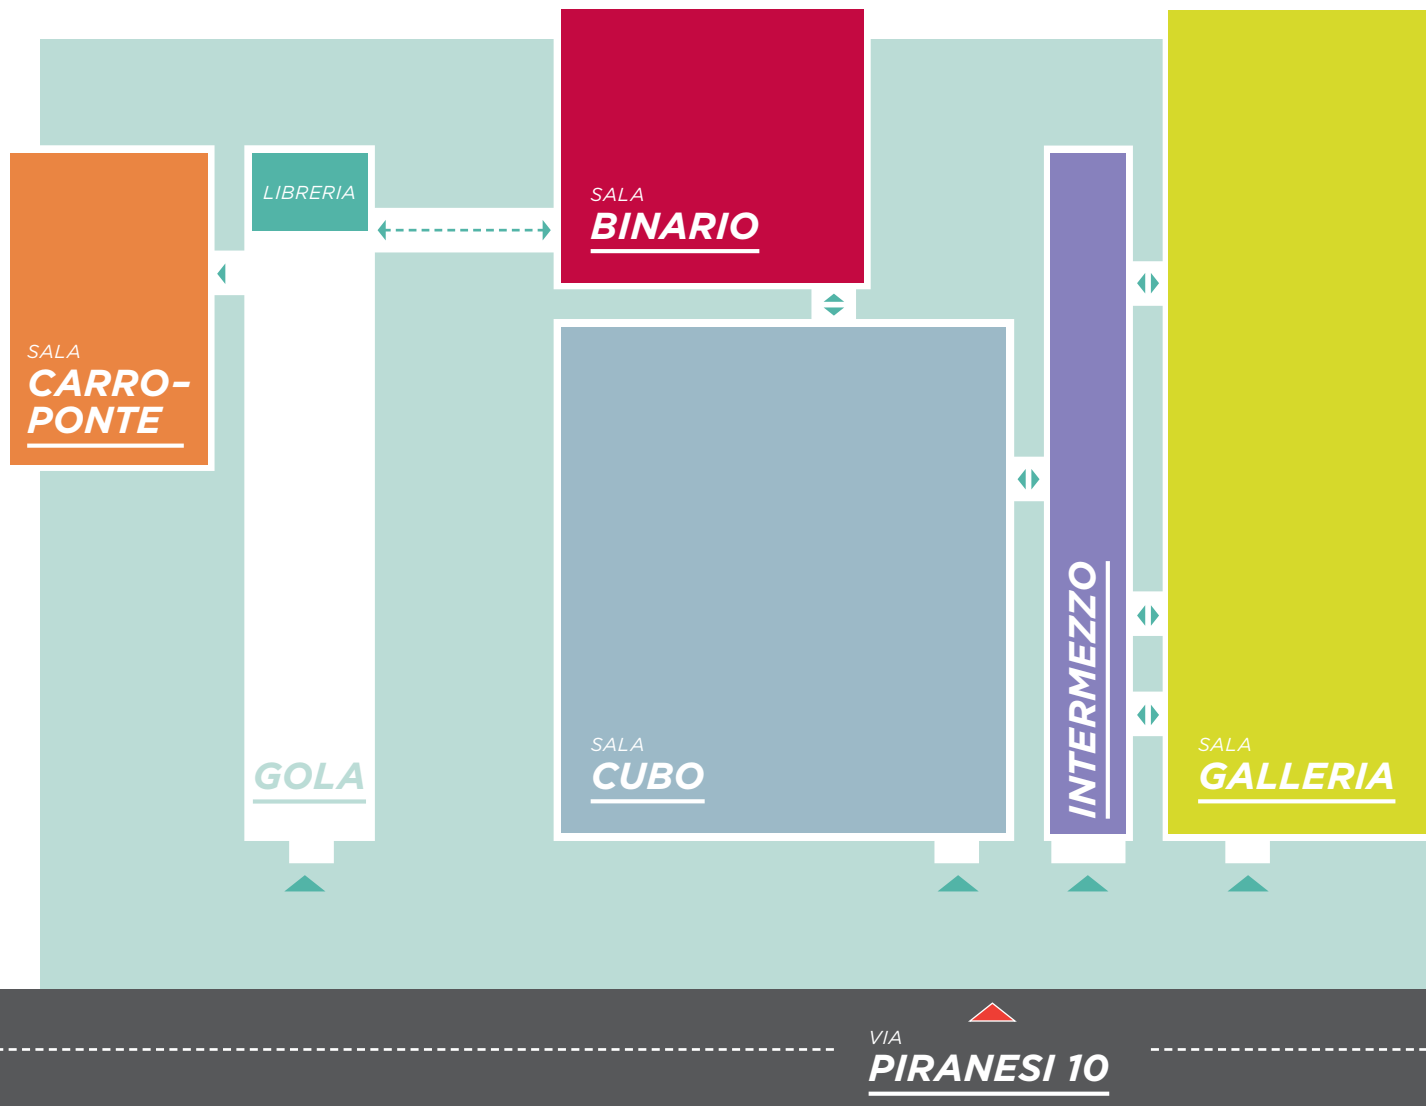 LIBRERIA
SALA
BINARIO
SALA
CARRO-
PONTE
GOLA
SALA
CUBO
INTERMEZZO
SALA
GALLERIA
VIA
PIRANESI 10